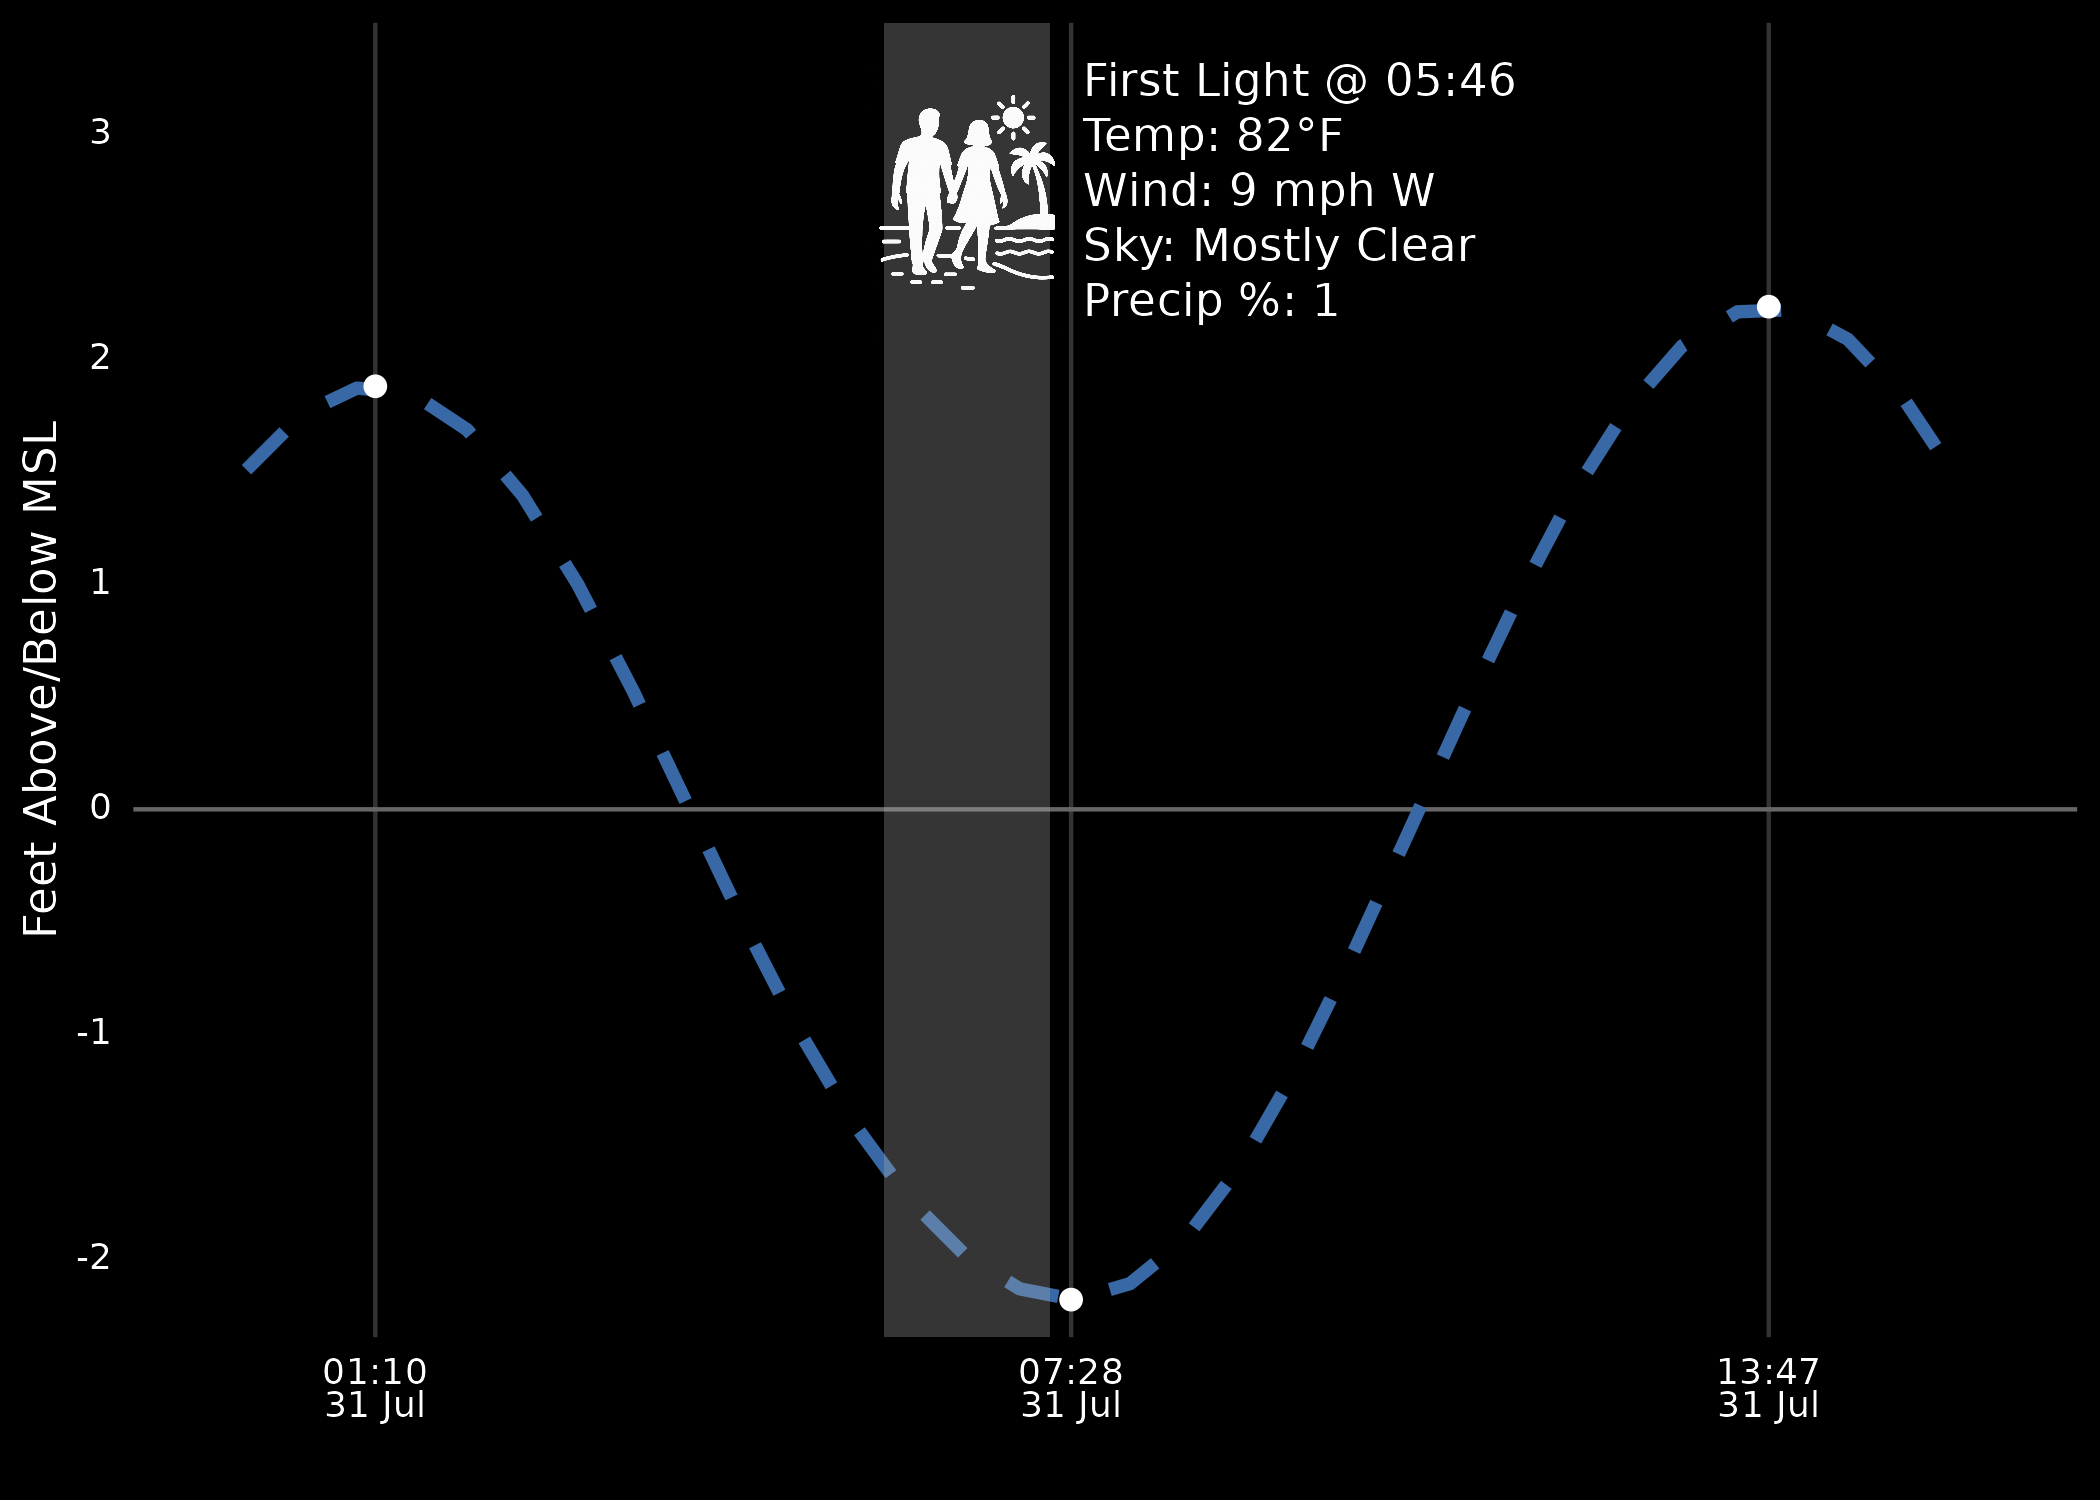 First Light @ 05:46
Temp: 82°F
Wind: 9 mph W
Sky: Mostly Clear
Precip %: 1
Feet Above/Below MSL
3
2
1
0
-1
-2
01:10
31 Jul
07:28
31 Jul
13:47
31 Jul